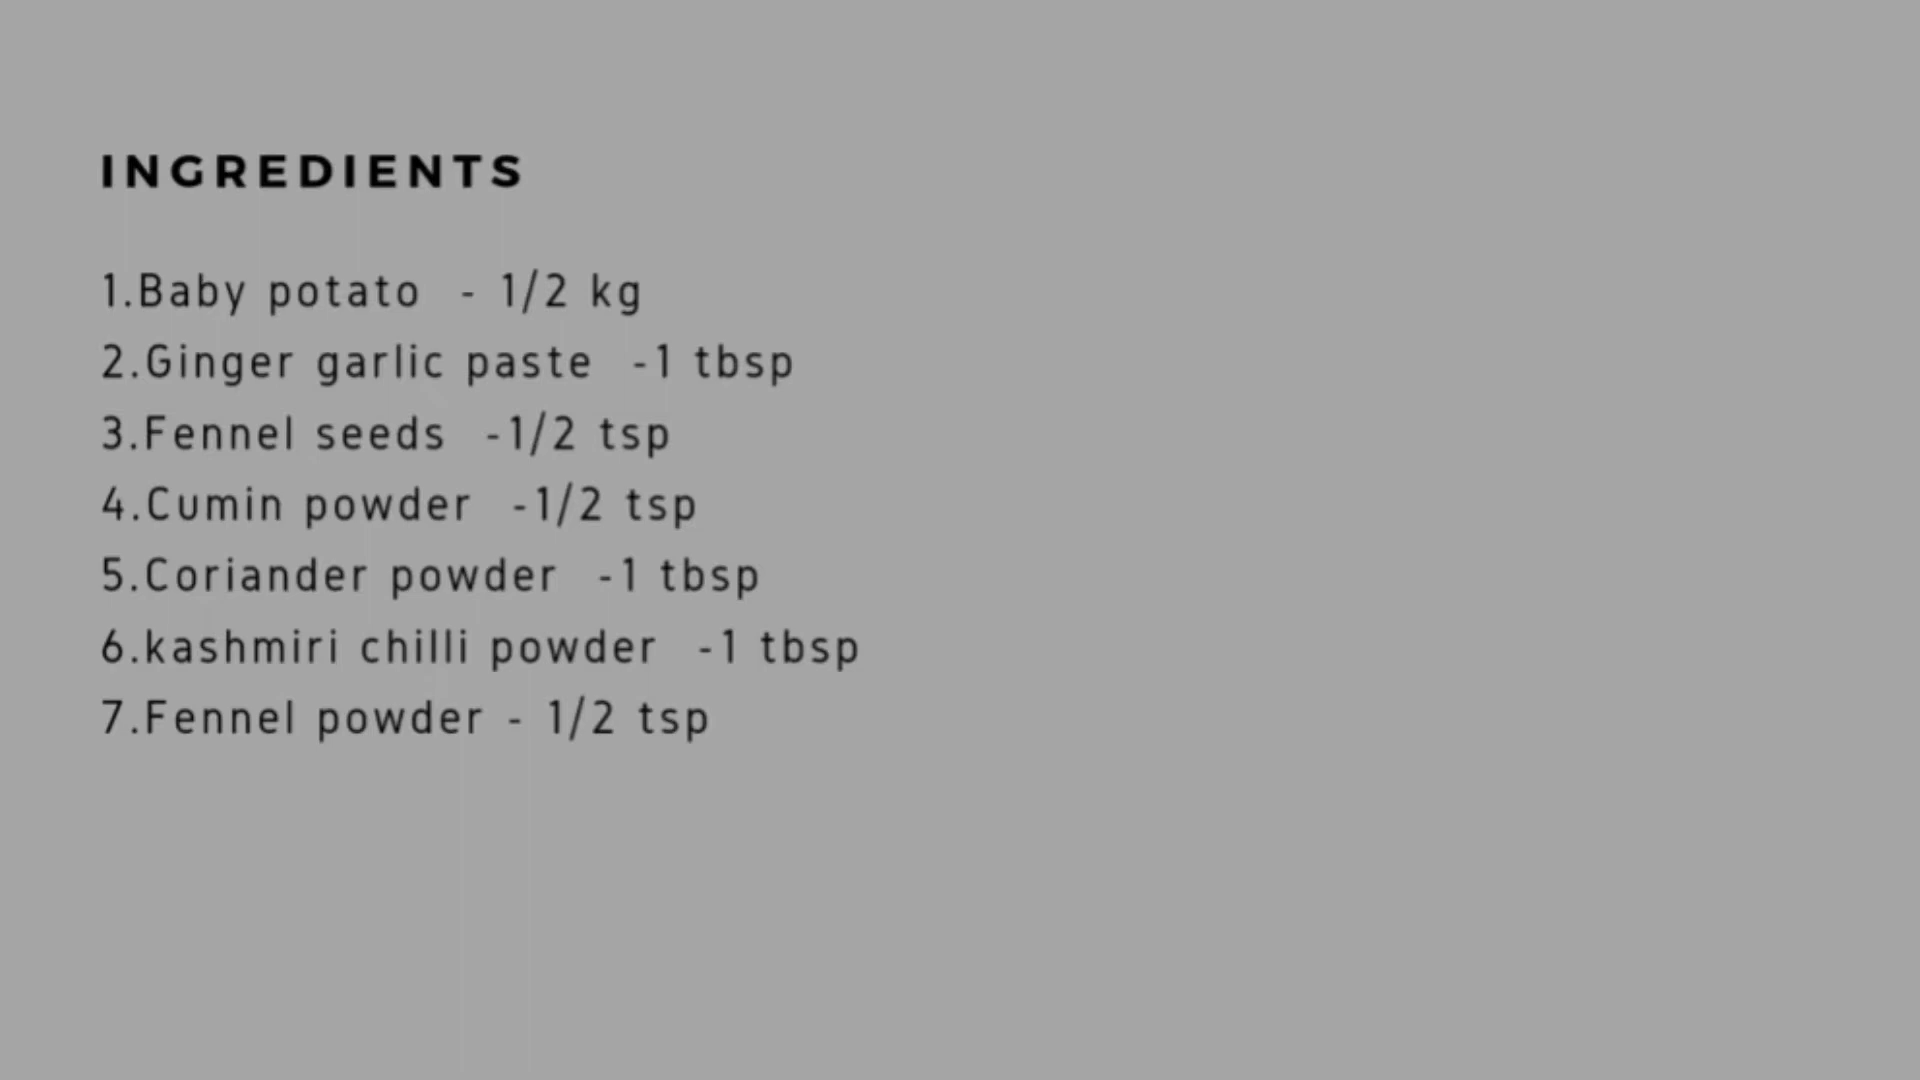 INGREDIENTS
1.Baby potato - 1/2 kg
2.Ginger garlic paste -1 tbsp
3.Fennel seeds -1/2 tsp
4.Cumin powder -1/2 tsp
5.Coriander powder -1 tbsp
6.kashmiri chilli powder -1 tbsp
7.Fennel powder - 1/2 tsp